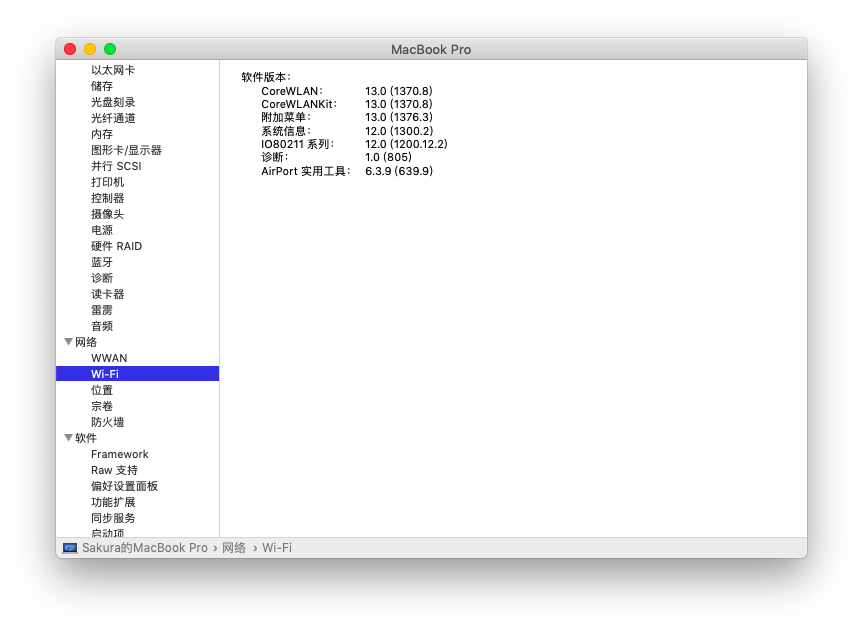 MacBook Pro
以太网卡
储存
光盘刻录
光纤通道
内存
图形卡/显示器
并行 SCSI
打印机
控制器
摄像头
电源
硬件 RAID
蓝牙
诊断
读卡器
雷雳
音频
网络
WWAN
Wi-Fi
位置
宗卷
防火墙
软件
Framework
Raw 支持
偏好设置面板
功能扩展
同步服务
启动项
软件版本:
CoreWLAN: 13.0 (1370.8)
CoreWLANKit: 13.0 (1370.8)
附加菜单: 13.0 (1376.3)
系统信息: 12.0 (1300.2)
IO80211 系列: 12.0 (1200.12.2)
诊断: 1.0 (805)
AirPort 实用工具: 6.3.9 (639.9)
Sakura的MacBook Pro › 网络 › Wi-Fi